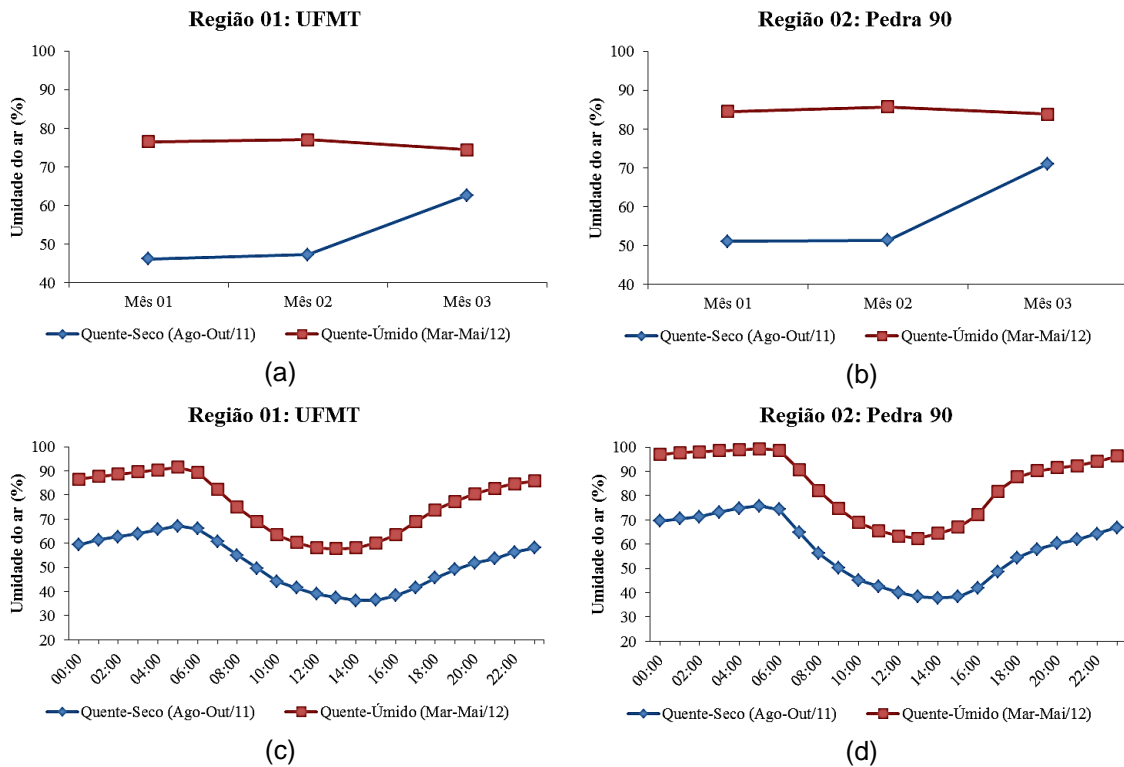 Região 01: UFMT
Umidade do ar (%)
100
90
80
70
60
50
40
Mês 01 Mês 02 Mês 03
Quente-Seco (Ago-Out/11) Quente-Úmido (Mar-Mai/12)
(a)
Região 02: Pedra 90
Umidade do ar (%)
100
90
80
70
60
50
40
Mês 01 Mês 02 Mês 03
Quente-Seco (Ago-Out/11) Quente-Úmido (Mar-Mai/12)
(b)
Região 01: UFMT
Umidade do ar (%)
100
90
80
70
60
50
40
30
20
00:00 02:00 04:00 06:00 08:00 10:00 12:00 14:00 16:00 18:00 20:00 22:00
Quente-Seco (Ago-Out/11) Quente-Úmido (Mar-Mai/12)
(c)
Região 02: Pedra 90
Umidade do ar (%)
100
90
80
70
60
50
40
30
20
00:00 02:00 04:00 06:00 08:00 10:00 12:00 14:00 16:00 18:00 20:00 22:00
Quente-Seco (Ago-Out/11) Quente-Úmido (Mar-Mai/12)
(d)